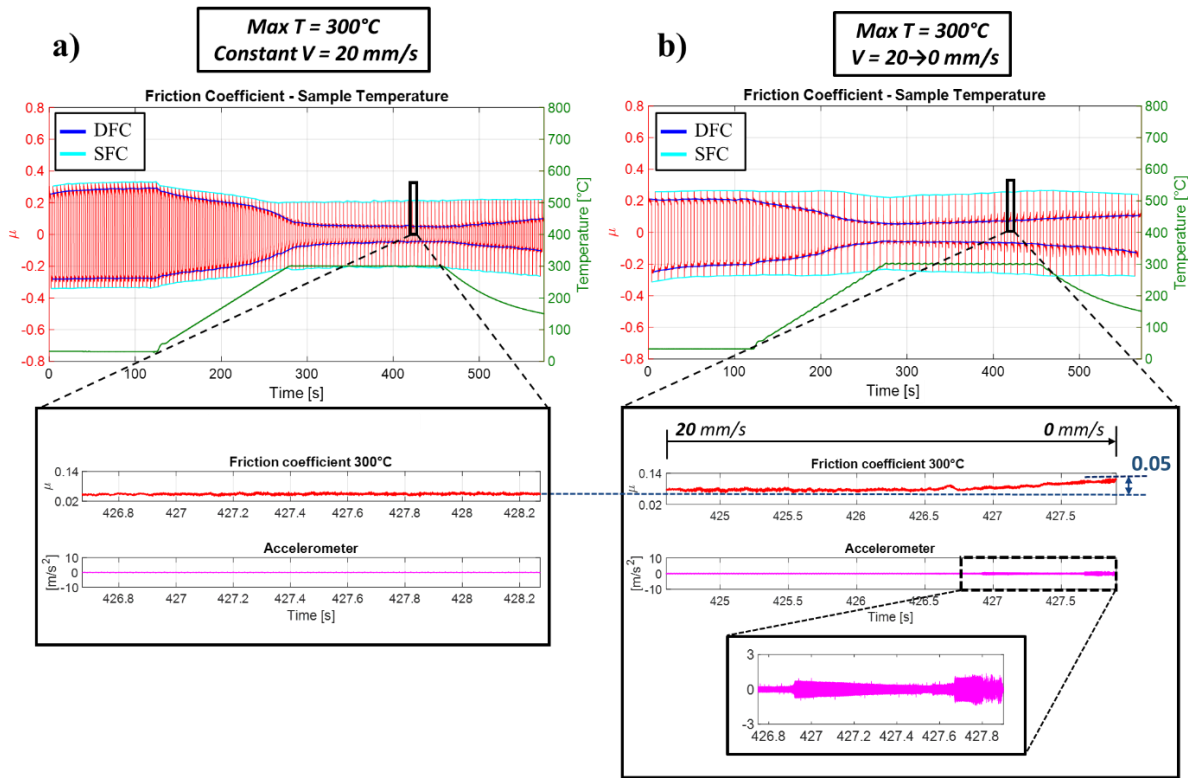 a)
Max T = 300°C
Constant V = 20 mm/s
Friction Coefficient - Sample Temperature
DFC
SFC
0.8
0.6
0.4
0.2
0
-0.2
-0.4
-0.6
-0.8
μ
800
700
600
500
400
300
200
100
0
Temperature [°C]
0 100 200 300 400 500
Time [s]
Friction coefficient 300°C
0.14
0.02
μ
426.8 427 427.2 427.4 427.6 427.8 428 428.2
Accelerometer
10
0
-10
[m/s²]
426.8 427 427.2 427.4 427.6 427.8 428 428.2
Time [s]
b)
Max T = 300°C
V = 20→0 mm/s
Friction Coefficient - Sample Temperature
DFC
SFC
0.8
0.6
0.4
0.2
0
-0.2
-0.4
-0.6
-0.8
μ
800
700
600
500
400
300
200
100
0
Temperature [°C]
0 100 200 300 400 500
Time [s]
20 mm/s 0 mm/s
Friction coefficient 300°C
0.05
0.14
0.02
μ
425 425.5 426 426.5 427 427.5
Accelerometer
10
0
-10
[m/s²]
425 425.5 426 426.5 427 427.5
Time [s]
3
0
-3
426.8 427 427.2 427.4 427.6 427.8